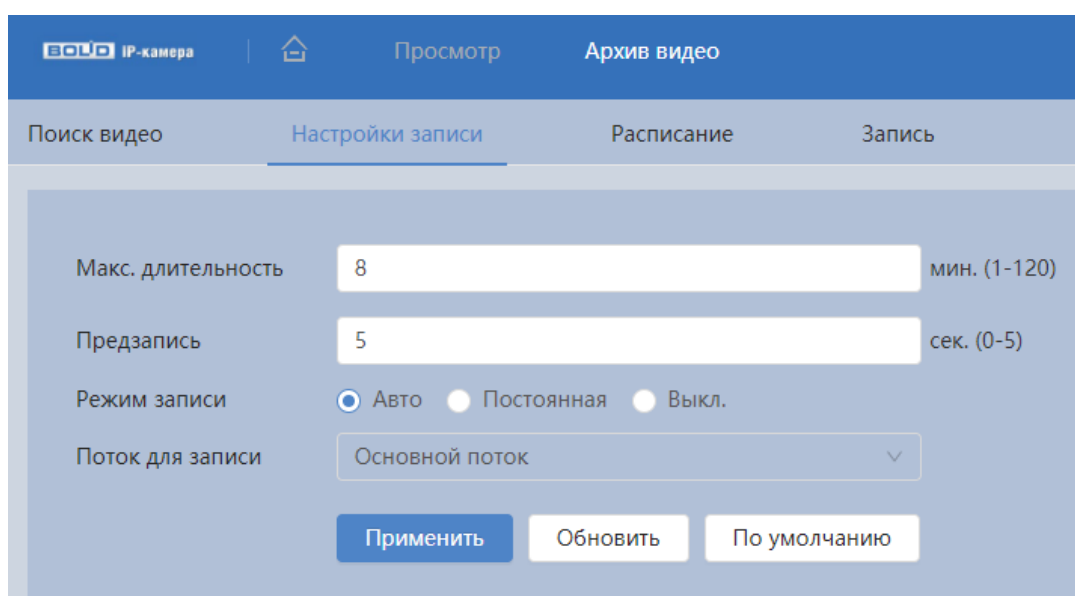 BOLID IP-камера Просмотр Архив видео
Поиск видео Настройки записи Расписание Запись
Макс. длительность 8 мин. (1-120)
Предзапись 5 сек. (0-5)
Режим записи Авто Постоянная Выкл.
Поток для записи Основной поток
Применить Обновить По умолчанию